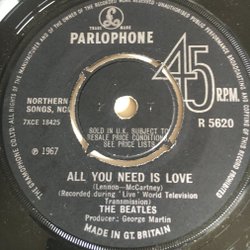 TRADE MARK
PARLOPHONE
NORTHERN
SONGS, NCB
7XCE 18425
45
R.P.M.
R 5620
SOLD IN U.K. SUBJECT TO
RESALE PRICE CONDITIONS,
SEE PRICE LISTS
℗ 1967
ALL YOU NEED IS LOVE
(Lennon-McCartney)
(Recorded during 'Live' World Television
Transmission)
THE BEATLES
Producer: George Martin
MADE IN GT. BRITAIN